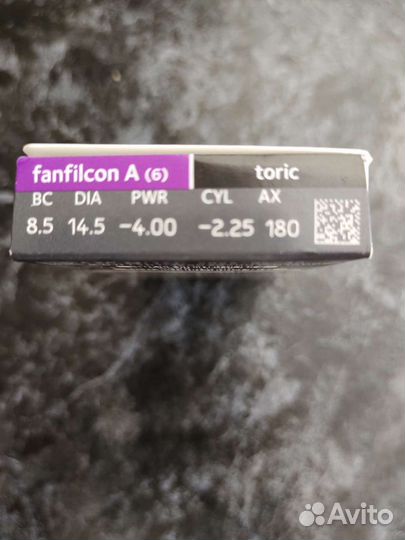 fanfilcon A (6) toric
BC DIA PWR CYL AX
8.5 14.5 -4.00 -2.25 180
Avito